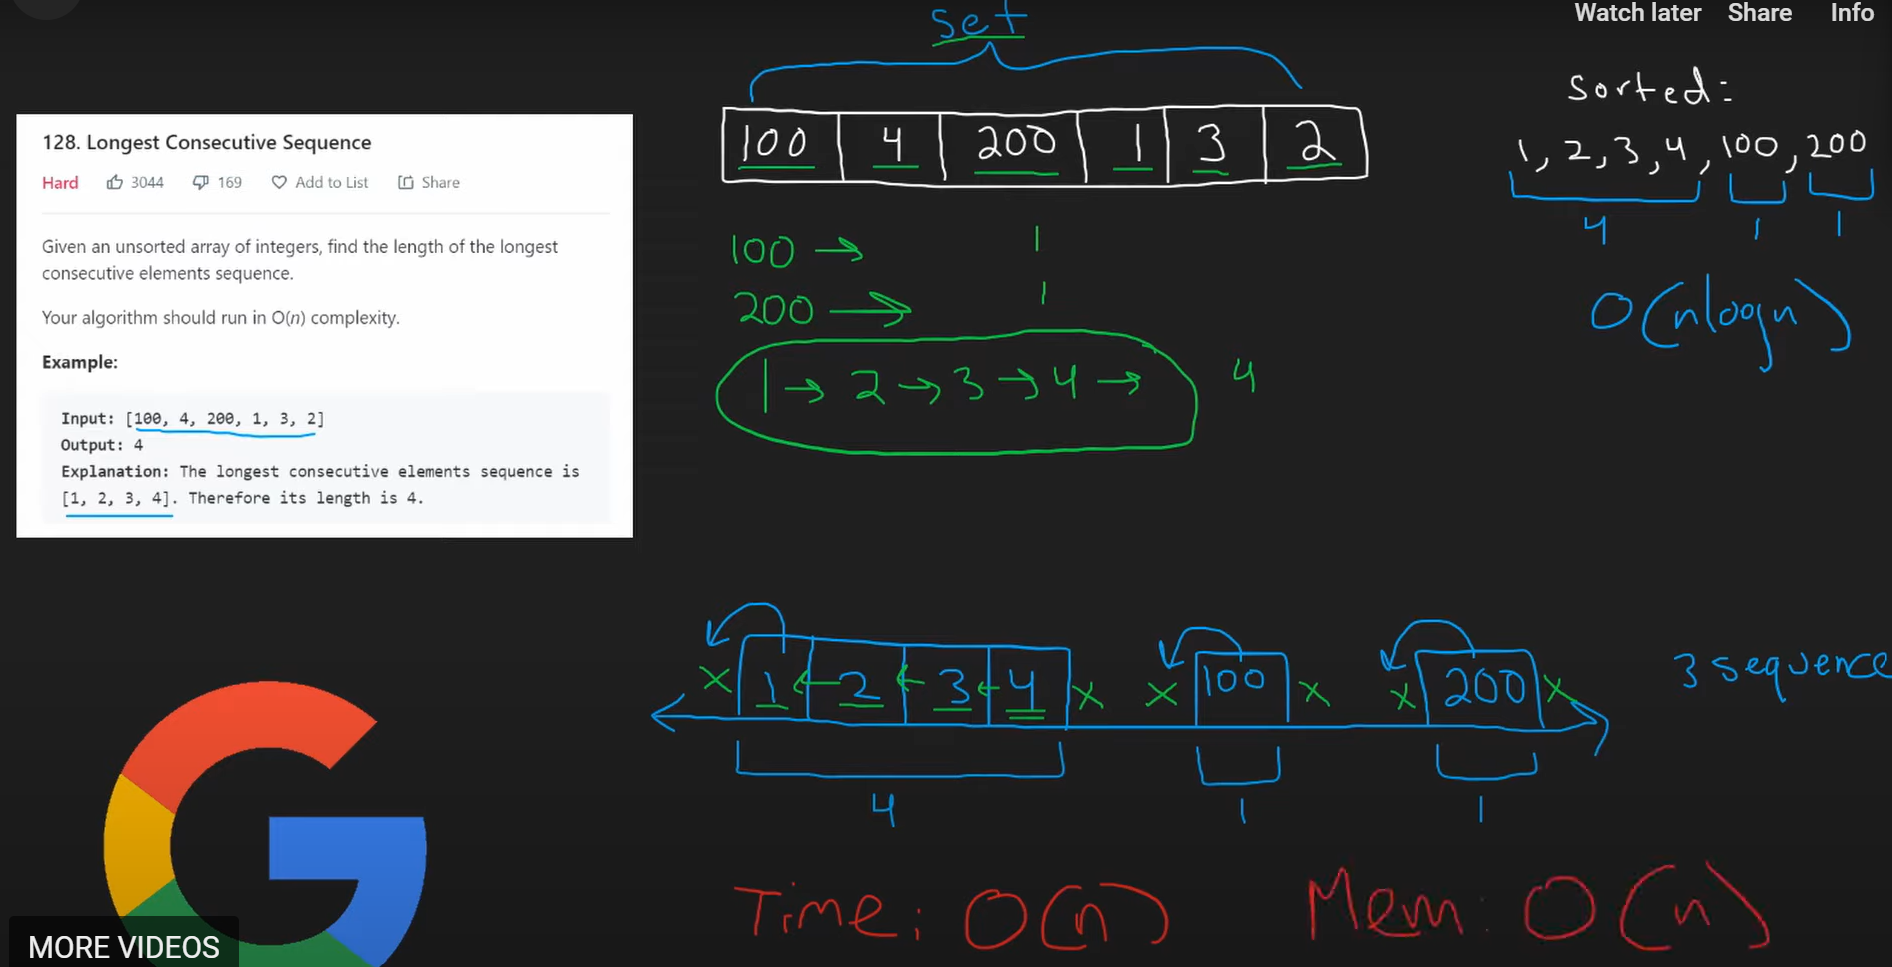 Watch later Share Info
set
100 4 200 1 3 2
sorted:
1, 2, 3, 4, 100, 200
4 1 1
O(nlogn)
128. Longest Consecutive Sequence
Hard 3044 169 Add to List Share
Given an unsorted array of integers, find the length of the longest
consecutive elements sequence.
Your algorithm should run in O(n) complexity.
Example:
Input: [100, 4, 200, 1, 3, 2]
Output: 4
Explanation: The longest consecutive elements sequence is
[1, 2, 3, 4]. Therefore its length is 4.
100 → 1
200 → 1
1 → 2 → 3 → 4 → 4
x 1 ← 2 ← 3 ← 4 x x 100 x x 200 x
3 sequence
4 1 1
Time: O(n) Mem: O(n)
MORE VIDEOS